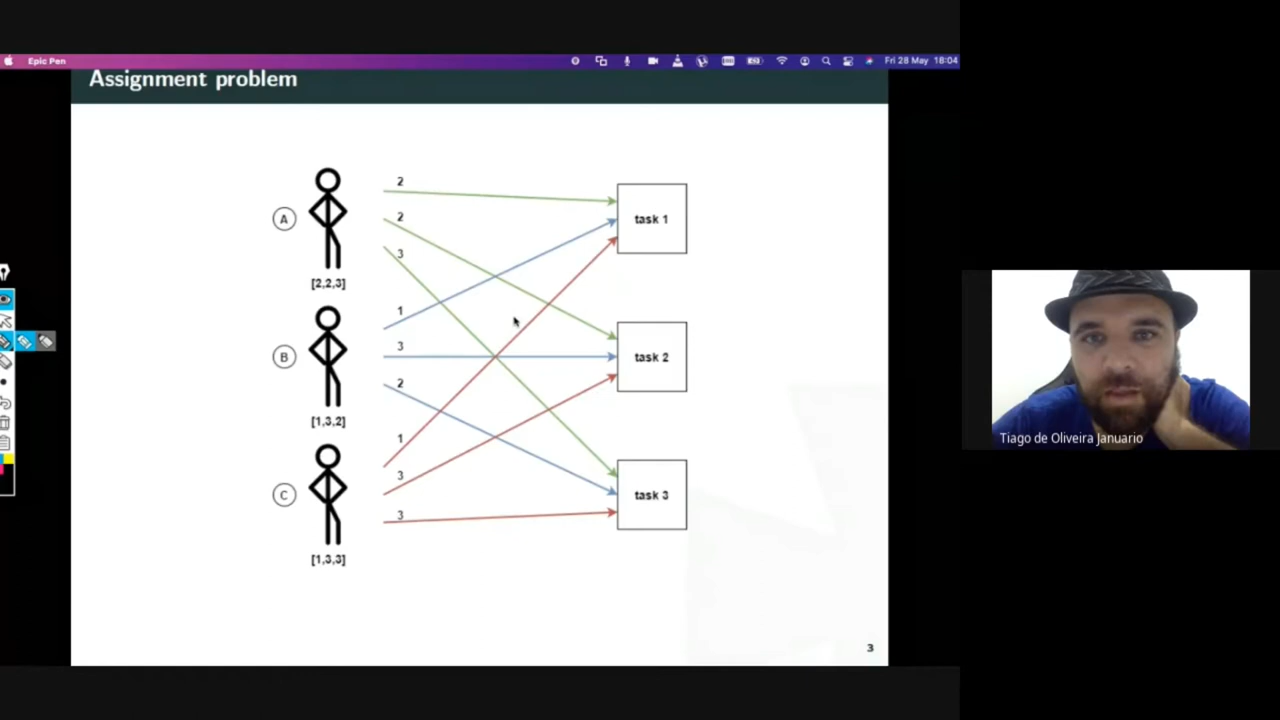 Epic Pen
Fri 28 May 18:04
Assignment problem
2
A
2
task 1
3
[2,2,3]
1
B
3
task 2
2
[1,3,2]
1
C
3
task 3
3
[1,3,3]
Tiago de Oliveira Januario
3